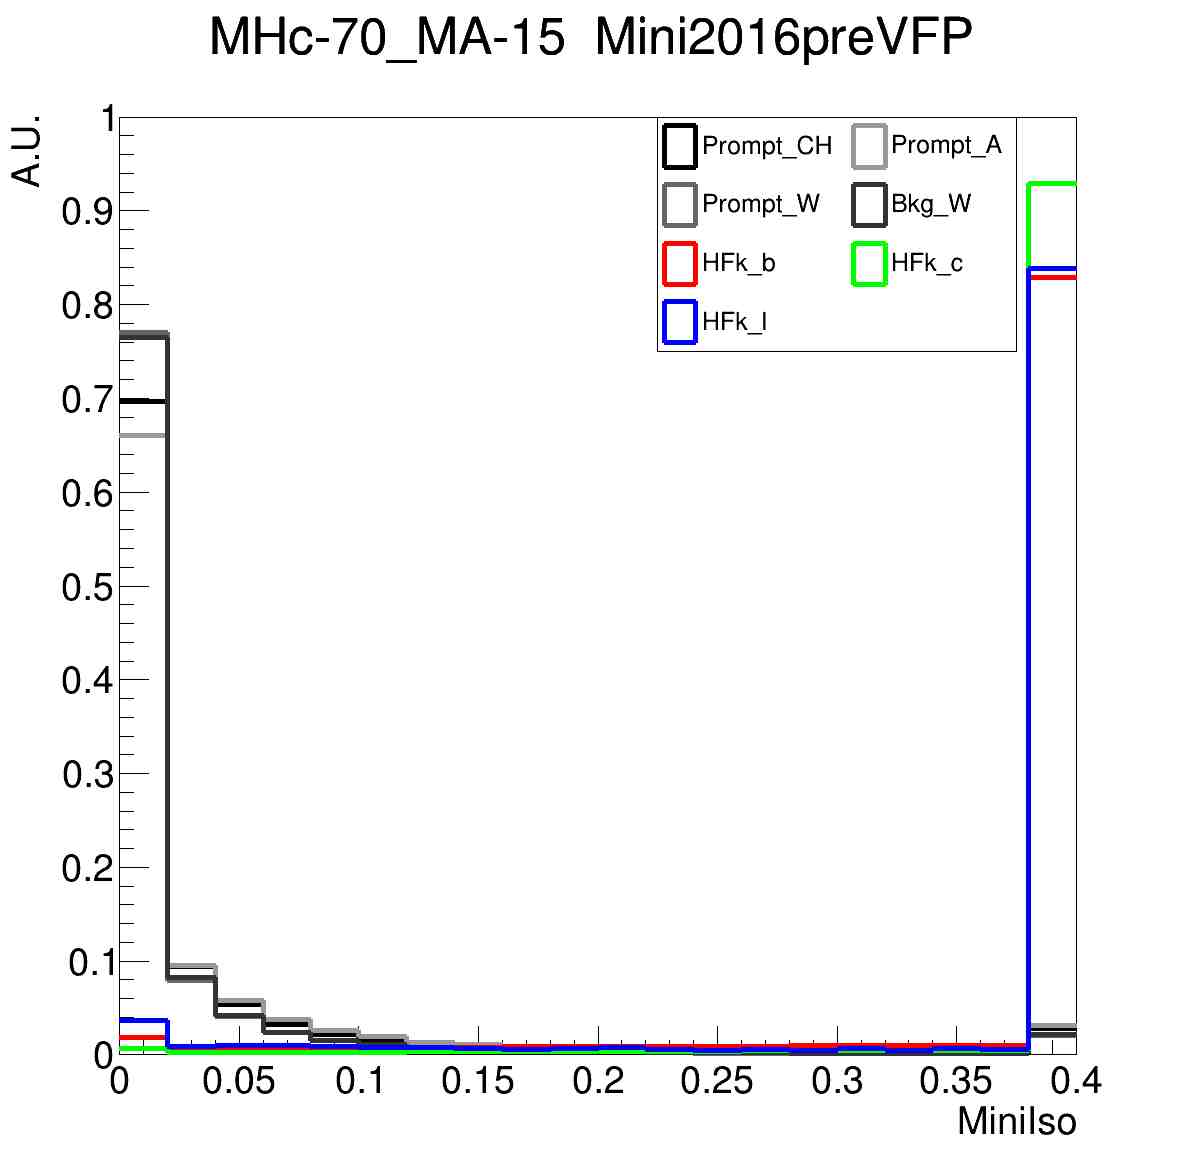 MHc-70_MA-15 Mini2016preVFP
A.U.
1
0.9
0.8
0.7
0.6
0.5
0.4
0.3
0.2
0.1
0
Prompt_CH Prompt_A
Prompt_W Bkg_W
HFk_b HFk_c
HFk_l
0 0.05 0.1 0.15 0.2 0.25 0.3 0.35 0.4
MiniIso